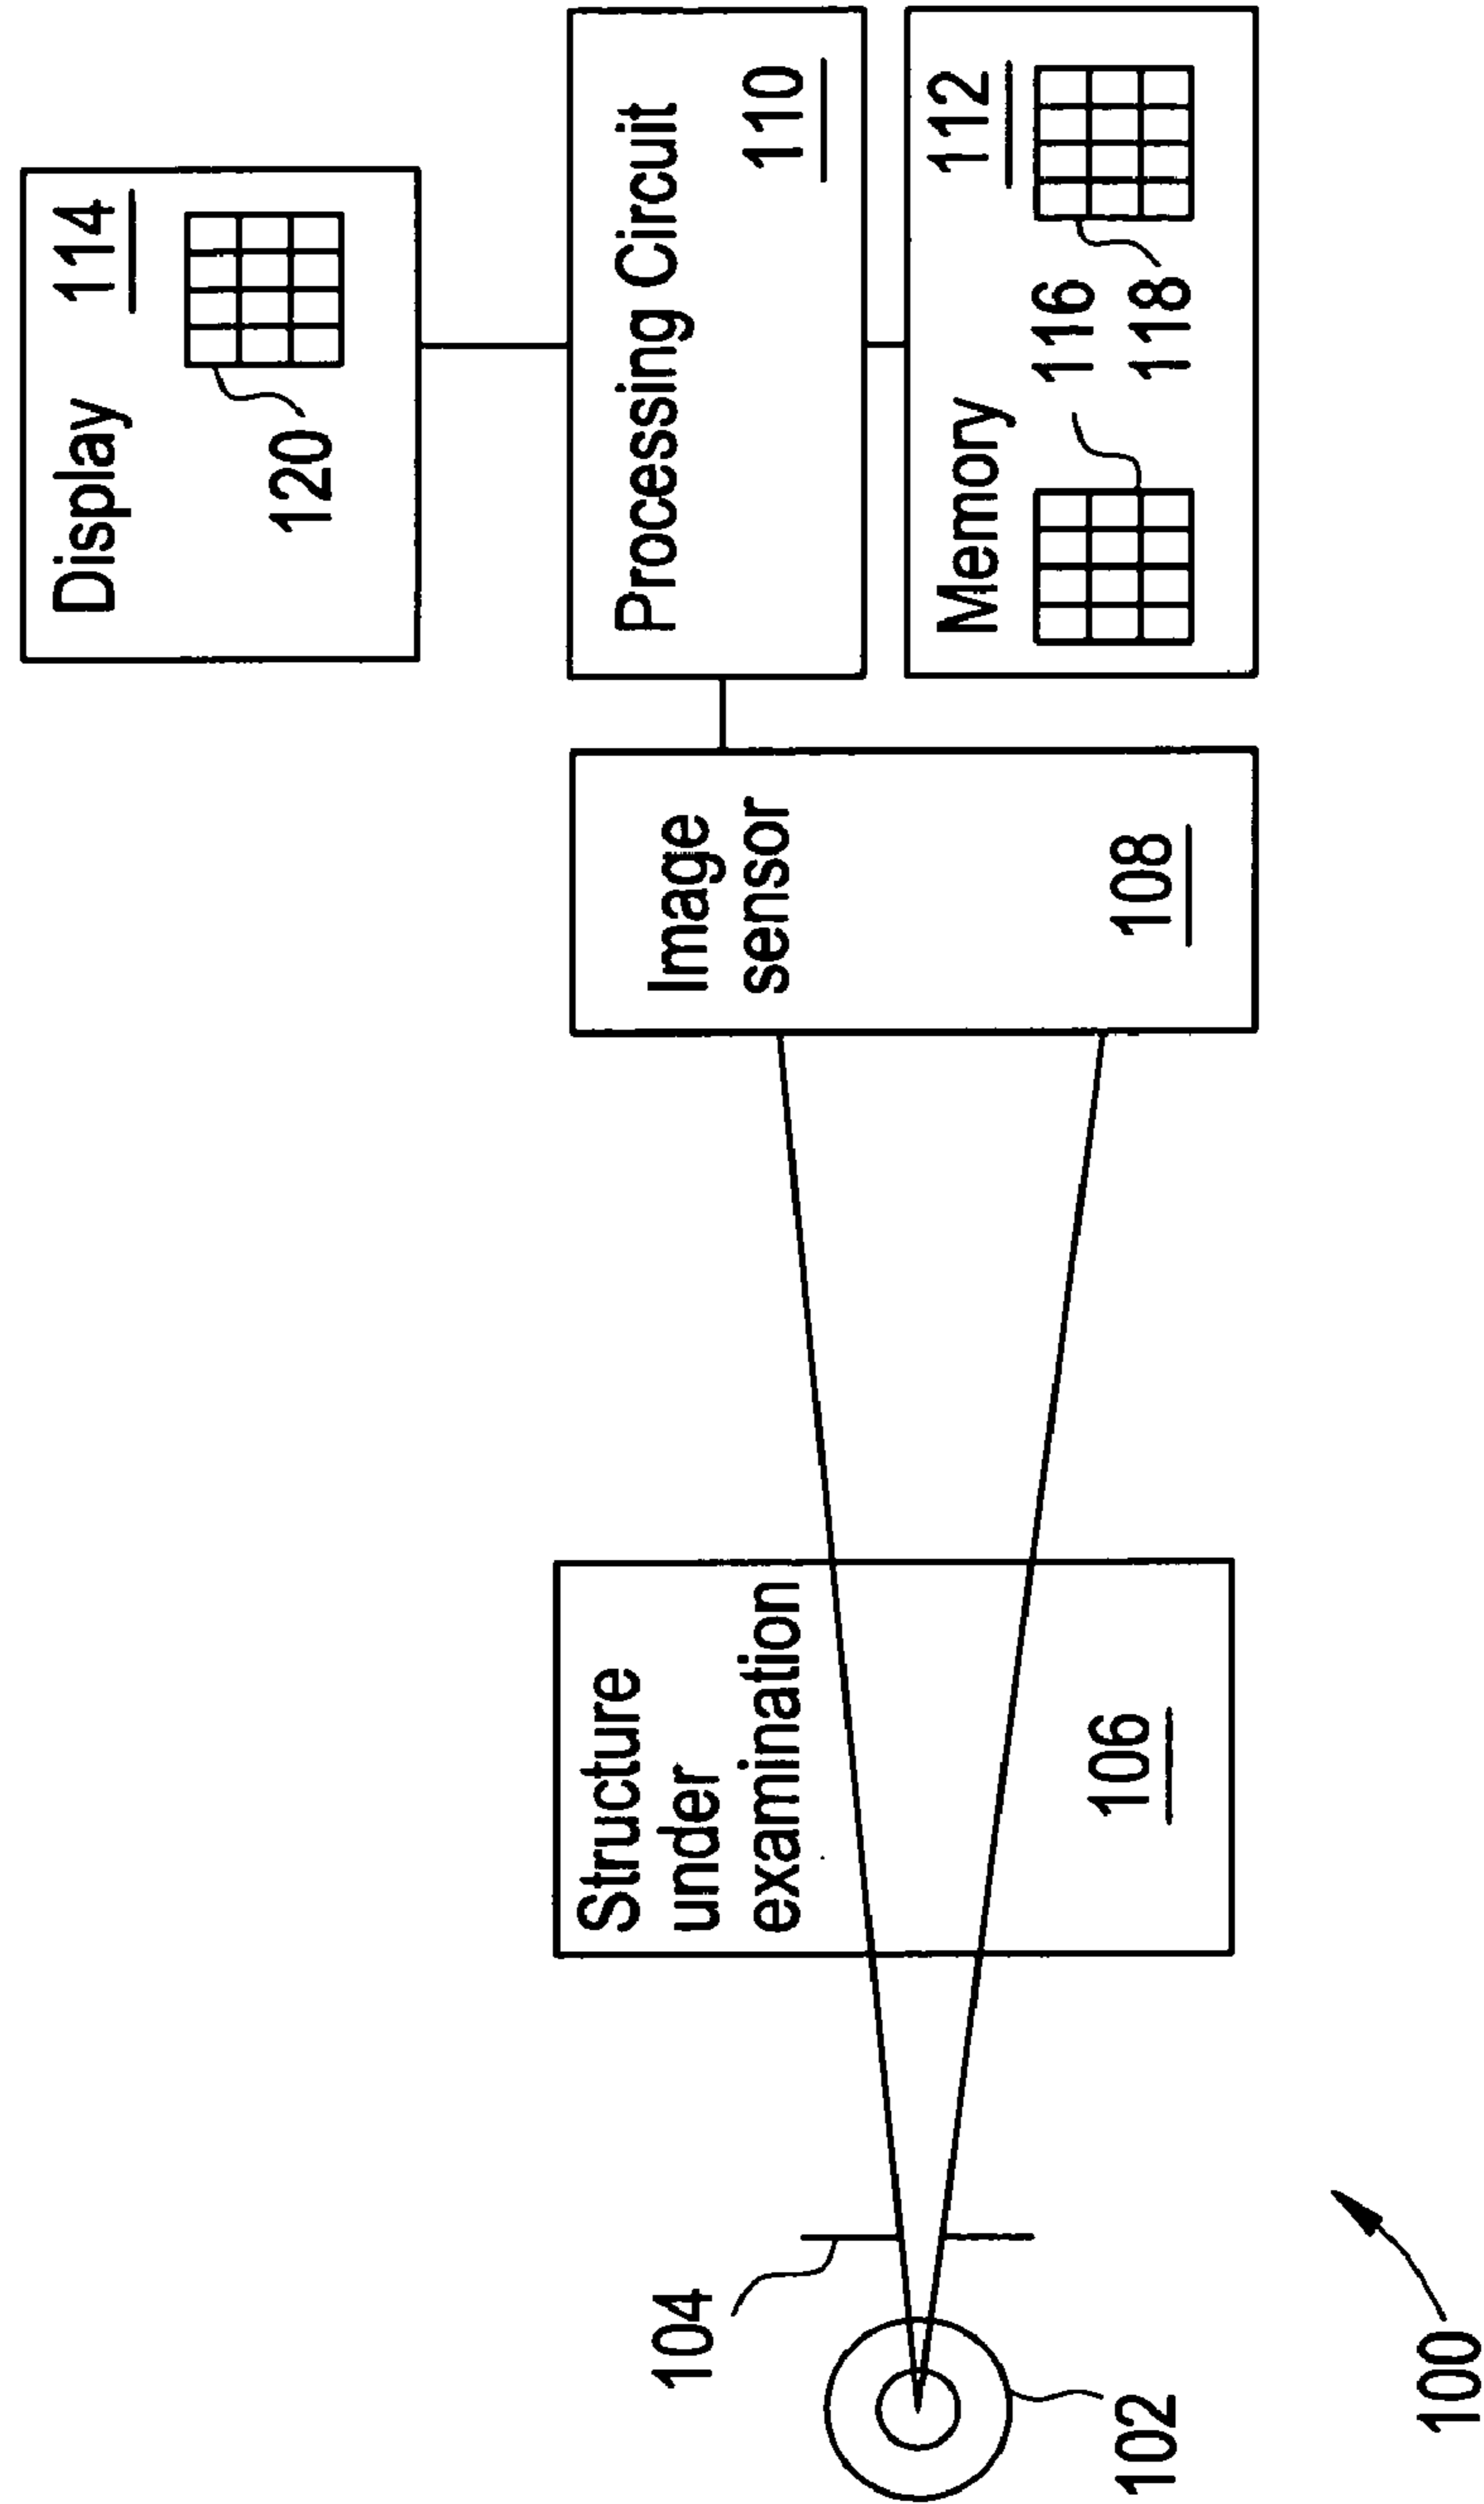 Display 114
120
Processing Circuit
110
Memory 112
116
118
Image
sensor
108
Structure
under
examination
106
104
102
100